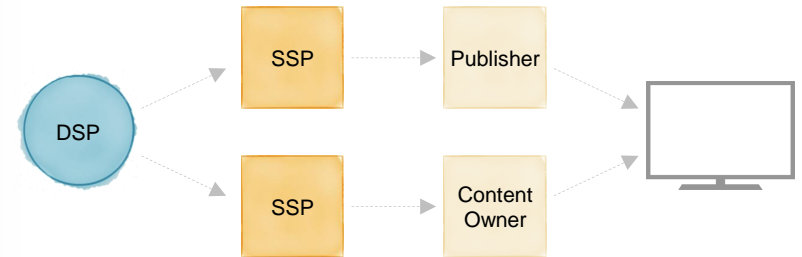 SSP
Publisher
DSP
SSP
Content
Owner